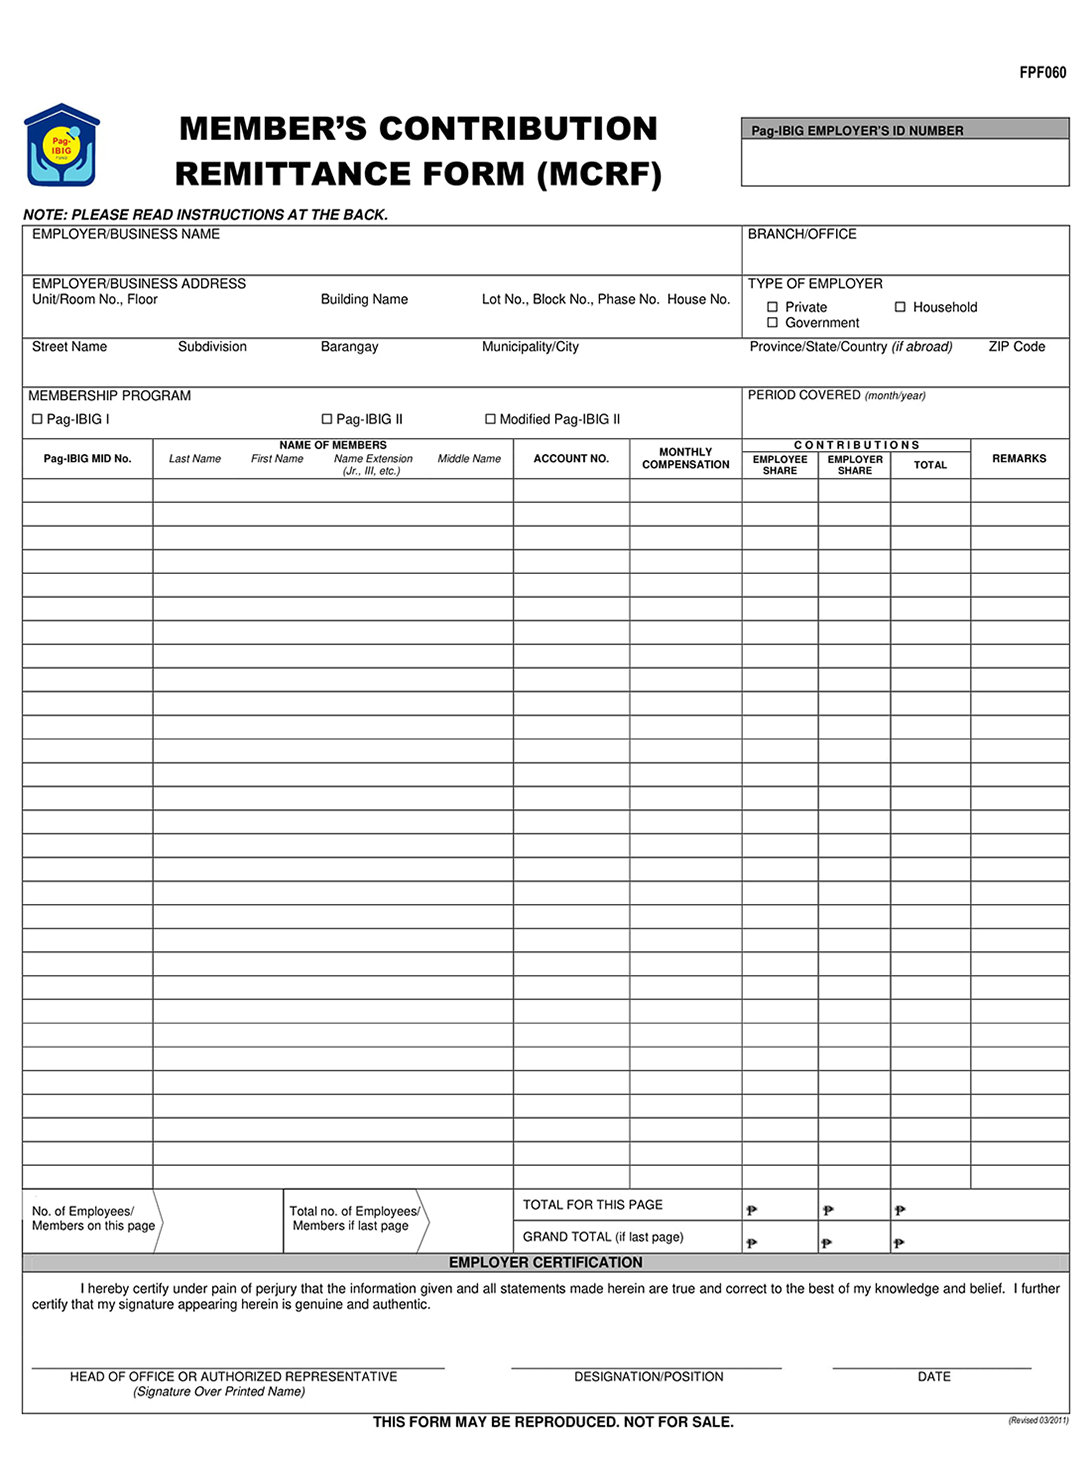 FPF060
Pag-IBIG
FUND
MEMBER'S CONTRIBUTION
REMITTANCE FORM (MCRF)
Pag-IBIG EMPLOYER'S ID NUMBER
NOTE: PLEASE READ INSTRUCTIONS AT THE BACK.
EMPLOYER/BUSINESS NAME
BRANCH/OFFICE
EMPLOYER/BUSINESS ADDRESS
Unit/Room No., Floor Building Name Lot No., Block No., Phase No. House No.
TYPE OF EMPLOYER
☐ Private ☐ Household
☐ Government
Street Name Subdivision Barangay Municipality/City Province/State/Country (if abroad) ZIP Code
MEMBERSHIP PROGRAM
☐ Pag-IBIG I ☐ Pag-IBIG II ☐ Modified Pag-IBIG II
PERIOD COVERED (month/year)
Pag-IBIG MID No.
NAME OF MEMBERS
Last Name First Name Name Extension Middle Name
(Jr., III, etc.)
ACCOUNT NO.
MONTHLY
COMPENSATION
CONTRIBUTIONS
EMPLOYEE
SHARE
EMPLOYER
SHARE
TOTAL
REMARKS
No. of Employees/
Members on this page
Total no. of Employees/
Members if last page
TOTAL FOR THIS PAGE ₱ ₱ ₱
GRAND TOTAL (if last page) ₱ ₱ ₱
EMPLOYER CERTIFICATION
I hereby certify under pain of perjury that the information given and all statements made herein are true and correct to the best of my knowledge and belief. I further
certify that my signature appearing herein is genuine and authentic.
HEAD OF OFFICE OR AUTHORIZED REPRESENTATIVE DESIGNATION/POSITION DATE
(Signature Over Printed Name)
THIS FORM MAY BE REPRODUCED. NOT FOR SALE.
(Revised 03/2011)